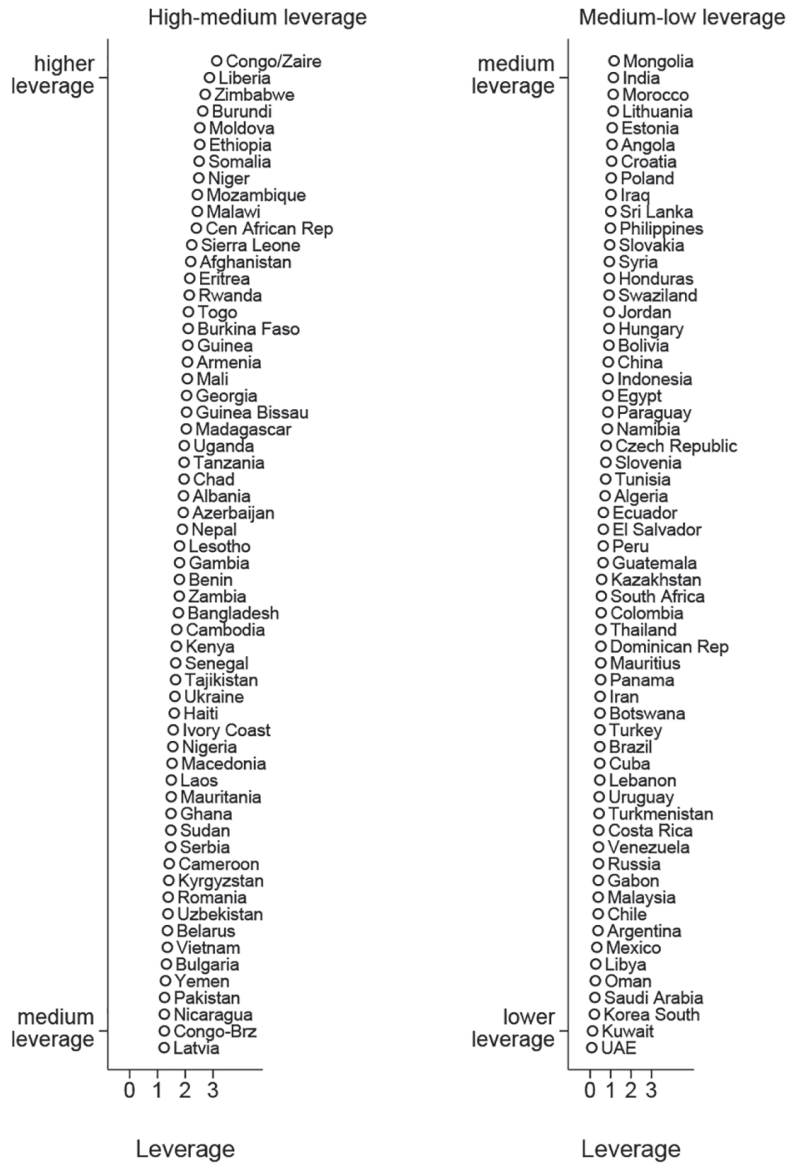 High-medium leverage
higher
leverage
Congo/Zaire
Liberia
Zimbabwe
Burundi
Moldova
Ethiopia
Somalia
Niger
Mozambique
Malawi
Cen African Rep
Sierra Leone
Afghanistan
Eritrea
Rwanda
Togo
Burkina Faso
Guinea
Armenia
Mali
Georgia
Guinea Bissau
Madagascar
Uganda
Tanzania
Chad
Albania
Azerbaijan
Nepal
Lesotho
Gambia
Benin
Zambia
Bangladesh
Cambodia
Kenya
Senegal
Tajikistan
Ukraine
Haiti
Ivory Coast
Nigeria
Macedonia
Laos
Mauritania
Ghana
Sudan
Serbia
Cameroon
Kyrgyzstan
Romania
Uzbekistan
Belarus
Vietnam
Bulgaria
Yemen
Pakistan
Nicaragua
Congo-Brz
Latvia
medium
leverage
0 1 2 3
Leverage
Medium-low leverage
medium
leverage
Mongolia
India
Morocco
Lithuania
Estonia
Angola
Croatia
Poland
Iraq
Sri Lanka
Philippines
Slovakia
Syria
Honduras
Swaziland
Jordan
Hungary
Bolivia
China
Indonesia
Egypt
Paraguay
Namibia
Czech Republic
Slovenia
Tunisia
Algeria
Ecuador
El Salvador
Peru
Guatemala
Kazakhstan
South Africa
Colombia
Thailand
Dominican Rep
Mauritius
Panama
Iran
Botswana
Turkey
Brazil
Cuba
Lebanon
Uruguay
Turkmenistan
Costa Rica
Venezuela
Russia
Gabon
Malaysia
Chile
Argentina
Mexico
Libya
Oman
Saudi Arabia
Korea South
Kuwait
UAE
lower
leverage
0 1 2 3
Leverage